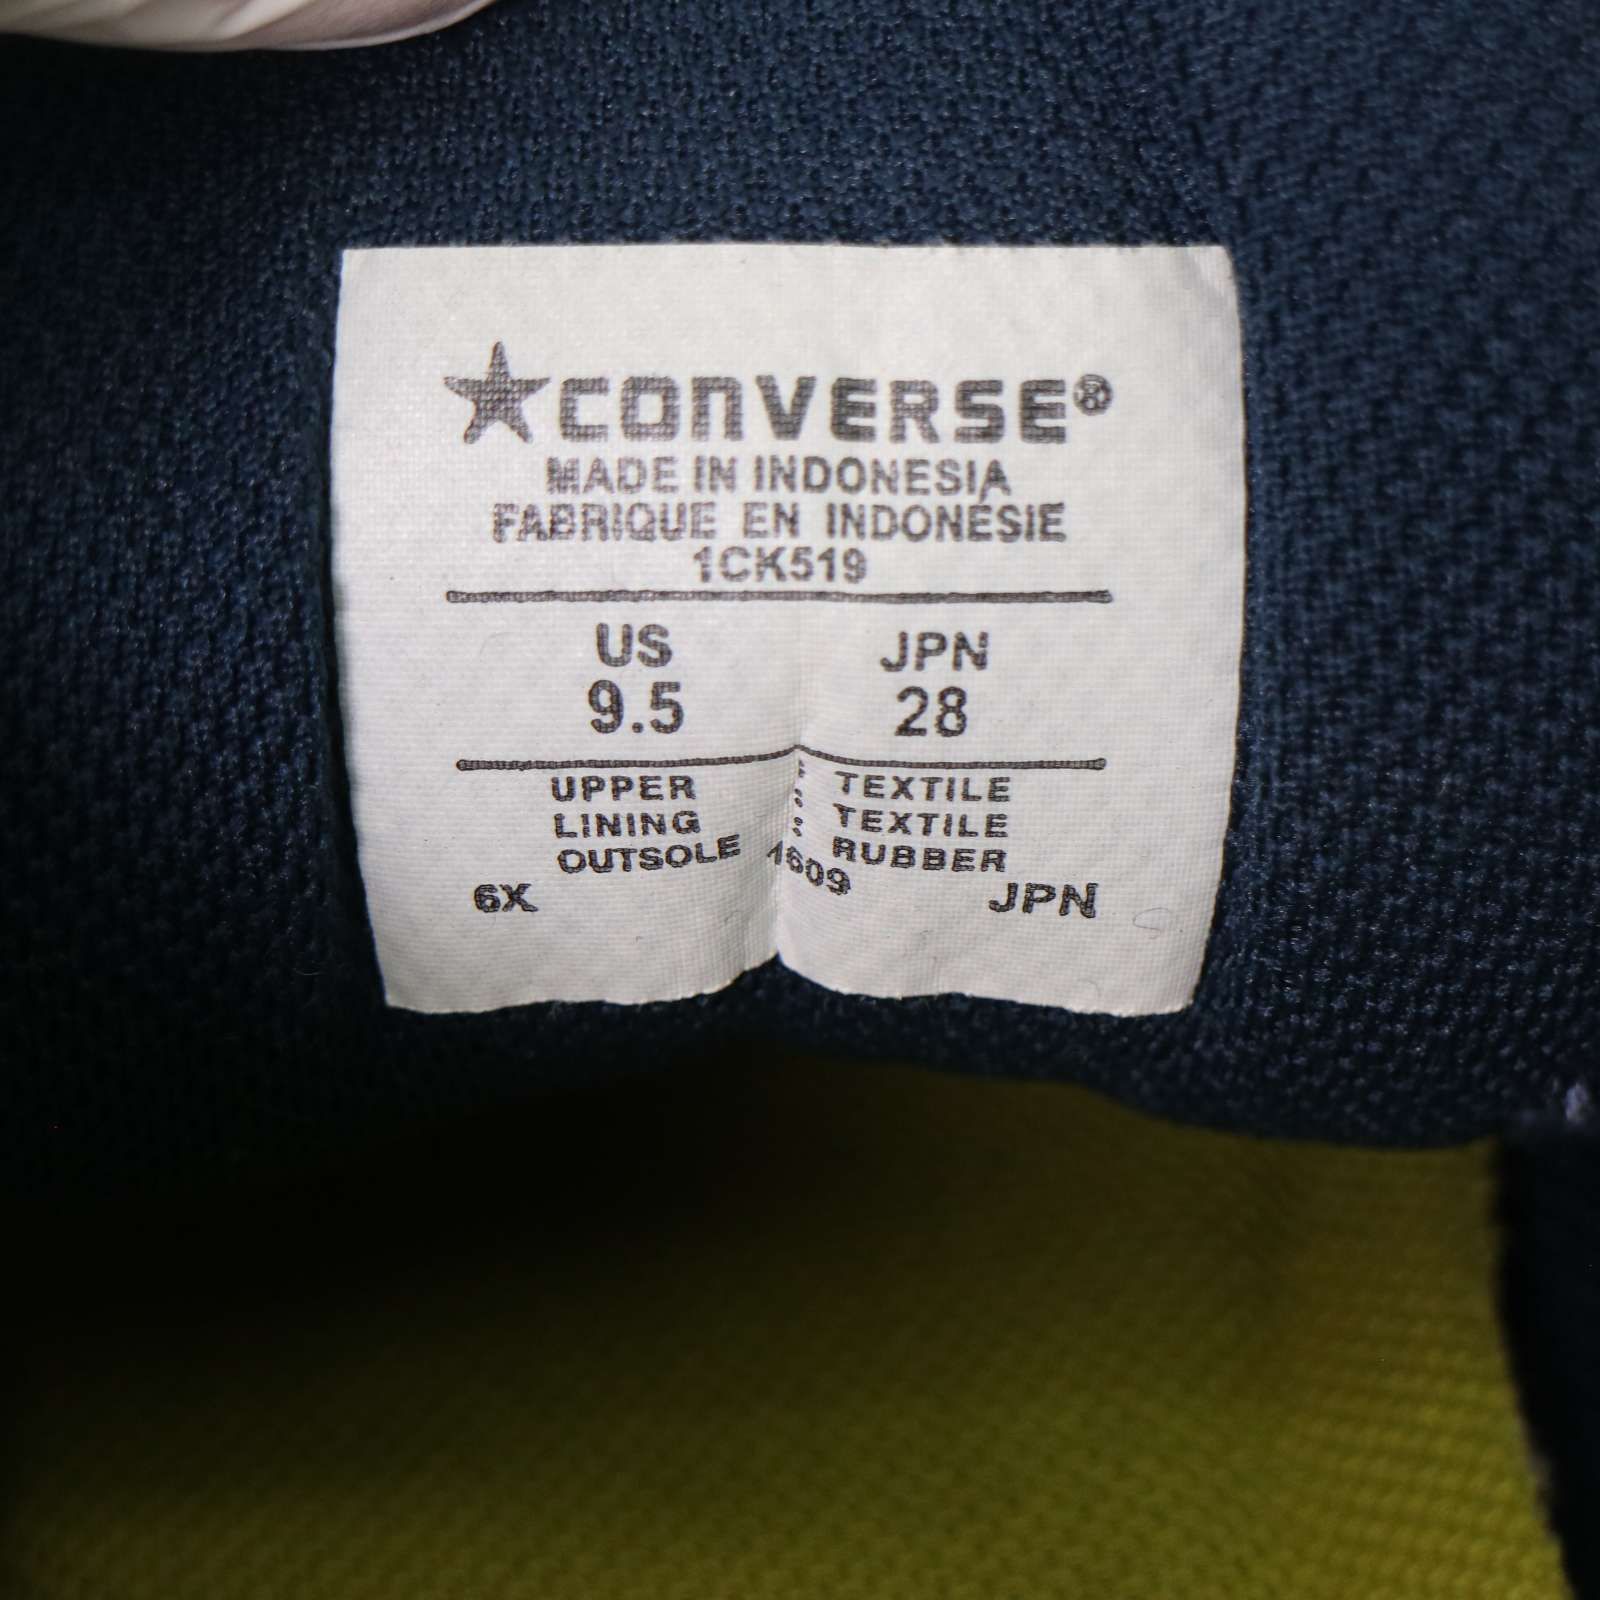 CONVERSE®
MADE IN INDONESIA
FABRIQUE EN INDONÉSIE
1CK519
US JPN
9.5 28
UPPER : TEXTILE
LINING : TEXTILE
OUTSOLE : RUBBER
6X 1609 JPN